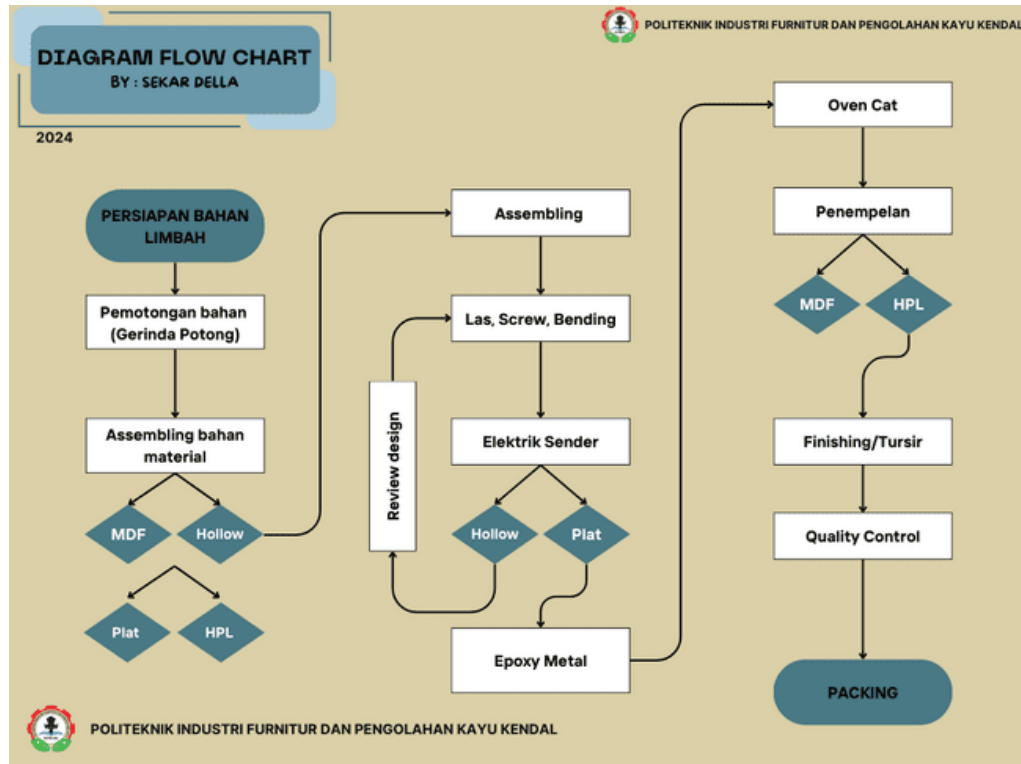 DIAGRAM FLOW CHART
BY : SEKAR DELLA
2024
POLITEKNIK INDUSTRI FURNITUR DAN PENGOLAHAN KAYU KENDAL
PERSIAPAN BAHAN
LIMBAH
Pemotongan bahan
(Gerinda Potong)
Assembling bahan
material
MDF
Hollow
Plat
HPL
Assembling
Las, Screw, Bending
Review design
Elektrik Sender
Hollow
Plat
Epoxy Metal
Oven Cat
Penempelan
MDF
HPL
Finishing/Tursir
Quality Control
PACKING
POLITEKNIK INDUSTRI FURNITUR DAN PENGOLAHAN KAYU KENDAL